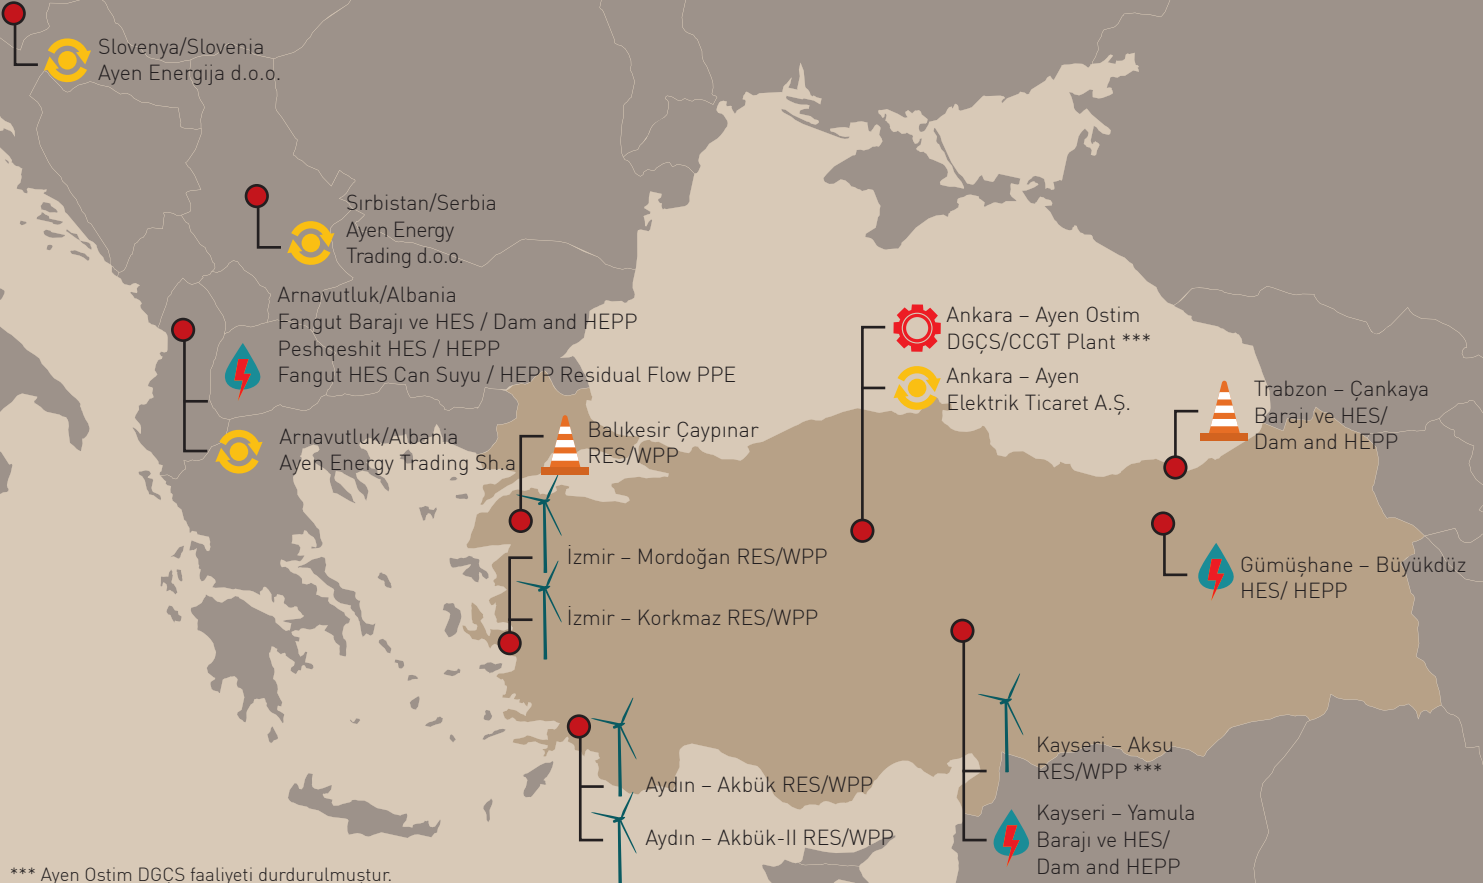 Slovenya/Slovenia
Ayen Energija d.o.o.
Sırbistan/Serbia
Ayen Energy
Trading d.o.o.
Arnavutluk/Albania
Fangut Barajı ve HES / Dam and HEPP
Peshqeshit HES / HEPP
Fangut HES Can Suyu / HEPP Residual Flow PPE
Arnavutluk/Albania
Ayen Energy Trading Sh.a
Balıkesir Çaypınar
RES/WPP
İzmir – Mordoğan RES/WPP
İzmir – Korkmaz RES/WPP
Aydın – Akbük RES/WPP
Aydın – Akbük-II RES/WPP
Ankara – Ayen Ostim
DGÇS/CCGT Plant ***
Ankara – Ayen
Elektrik Ticaret A.Ş.
Trabzon – Çankaya
Barajı ve HES/
Dam and HEPP
Gümüşhane – Büyükdüz
HES/ HEPP
Kayseri – Aksu
RES/WPP ***
Kayseri – Yamula
Barajı ve HES/
Dam and HEPP
*** Ayen Ostim DGÇS faaliyeti durdurulmuştur.